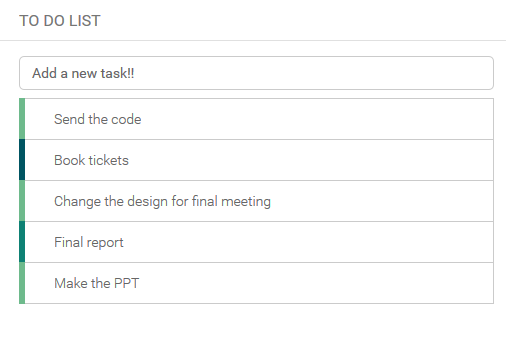 TO DO LIST
Add a new task!!
Send the code
Book tickets
Change the design for final meeting
Final report
Make the PPT